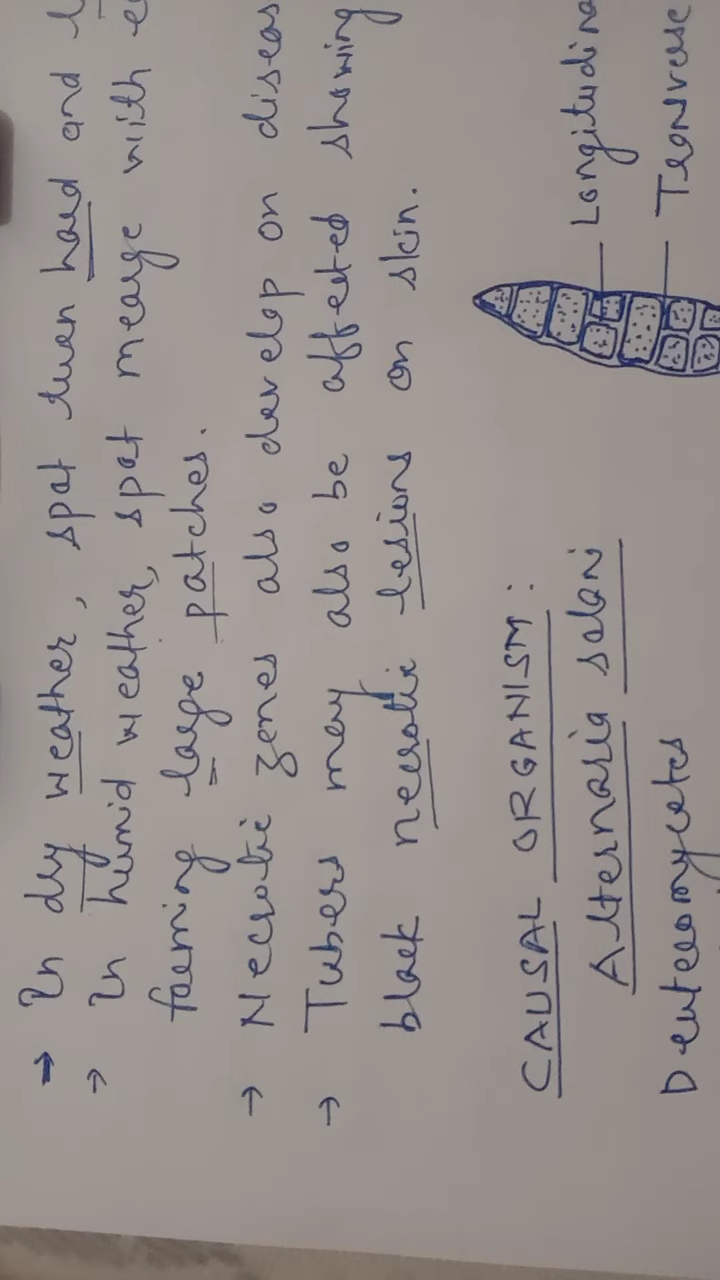 → In dry weather, spot turn hard and
→ In humid weather, spot mearge with
forming large patches.
→ Necrotic zones also develop on diseas
→ Tubers may also be affected showing
black necrotic lesions on skin.
CAUSAL ORGANISM:
Alternaria solani
Deuteromycetes
Longitudina
Tranverse